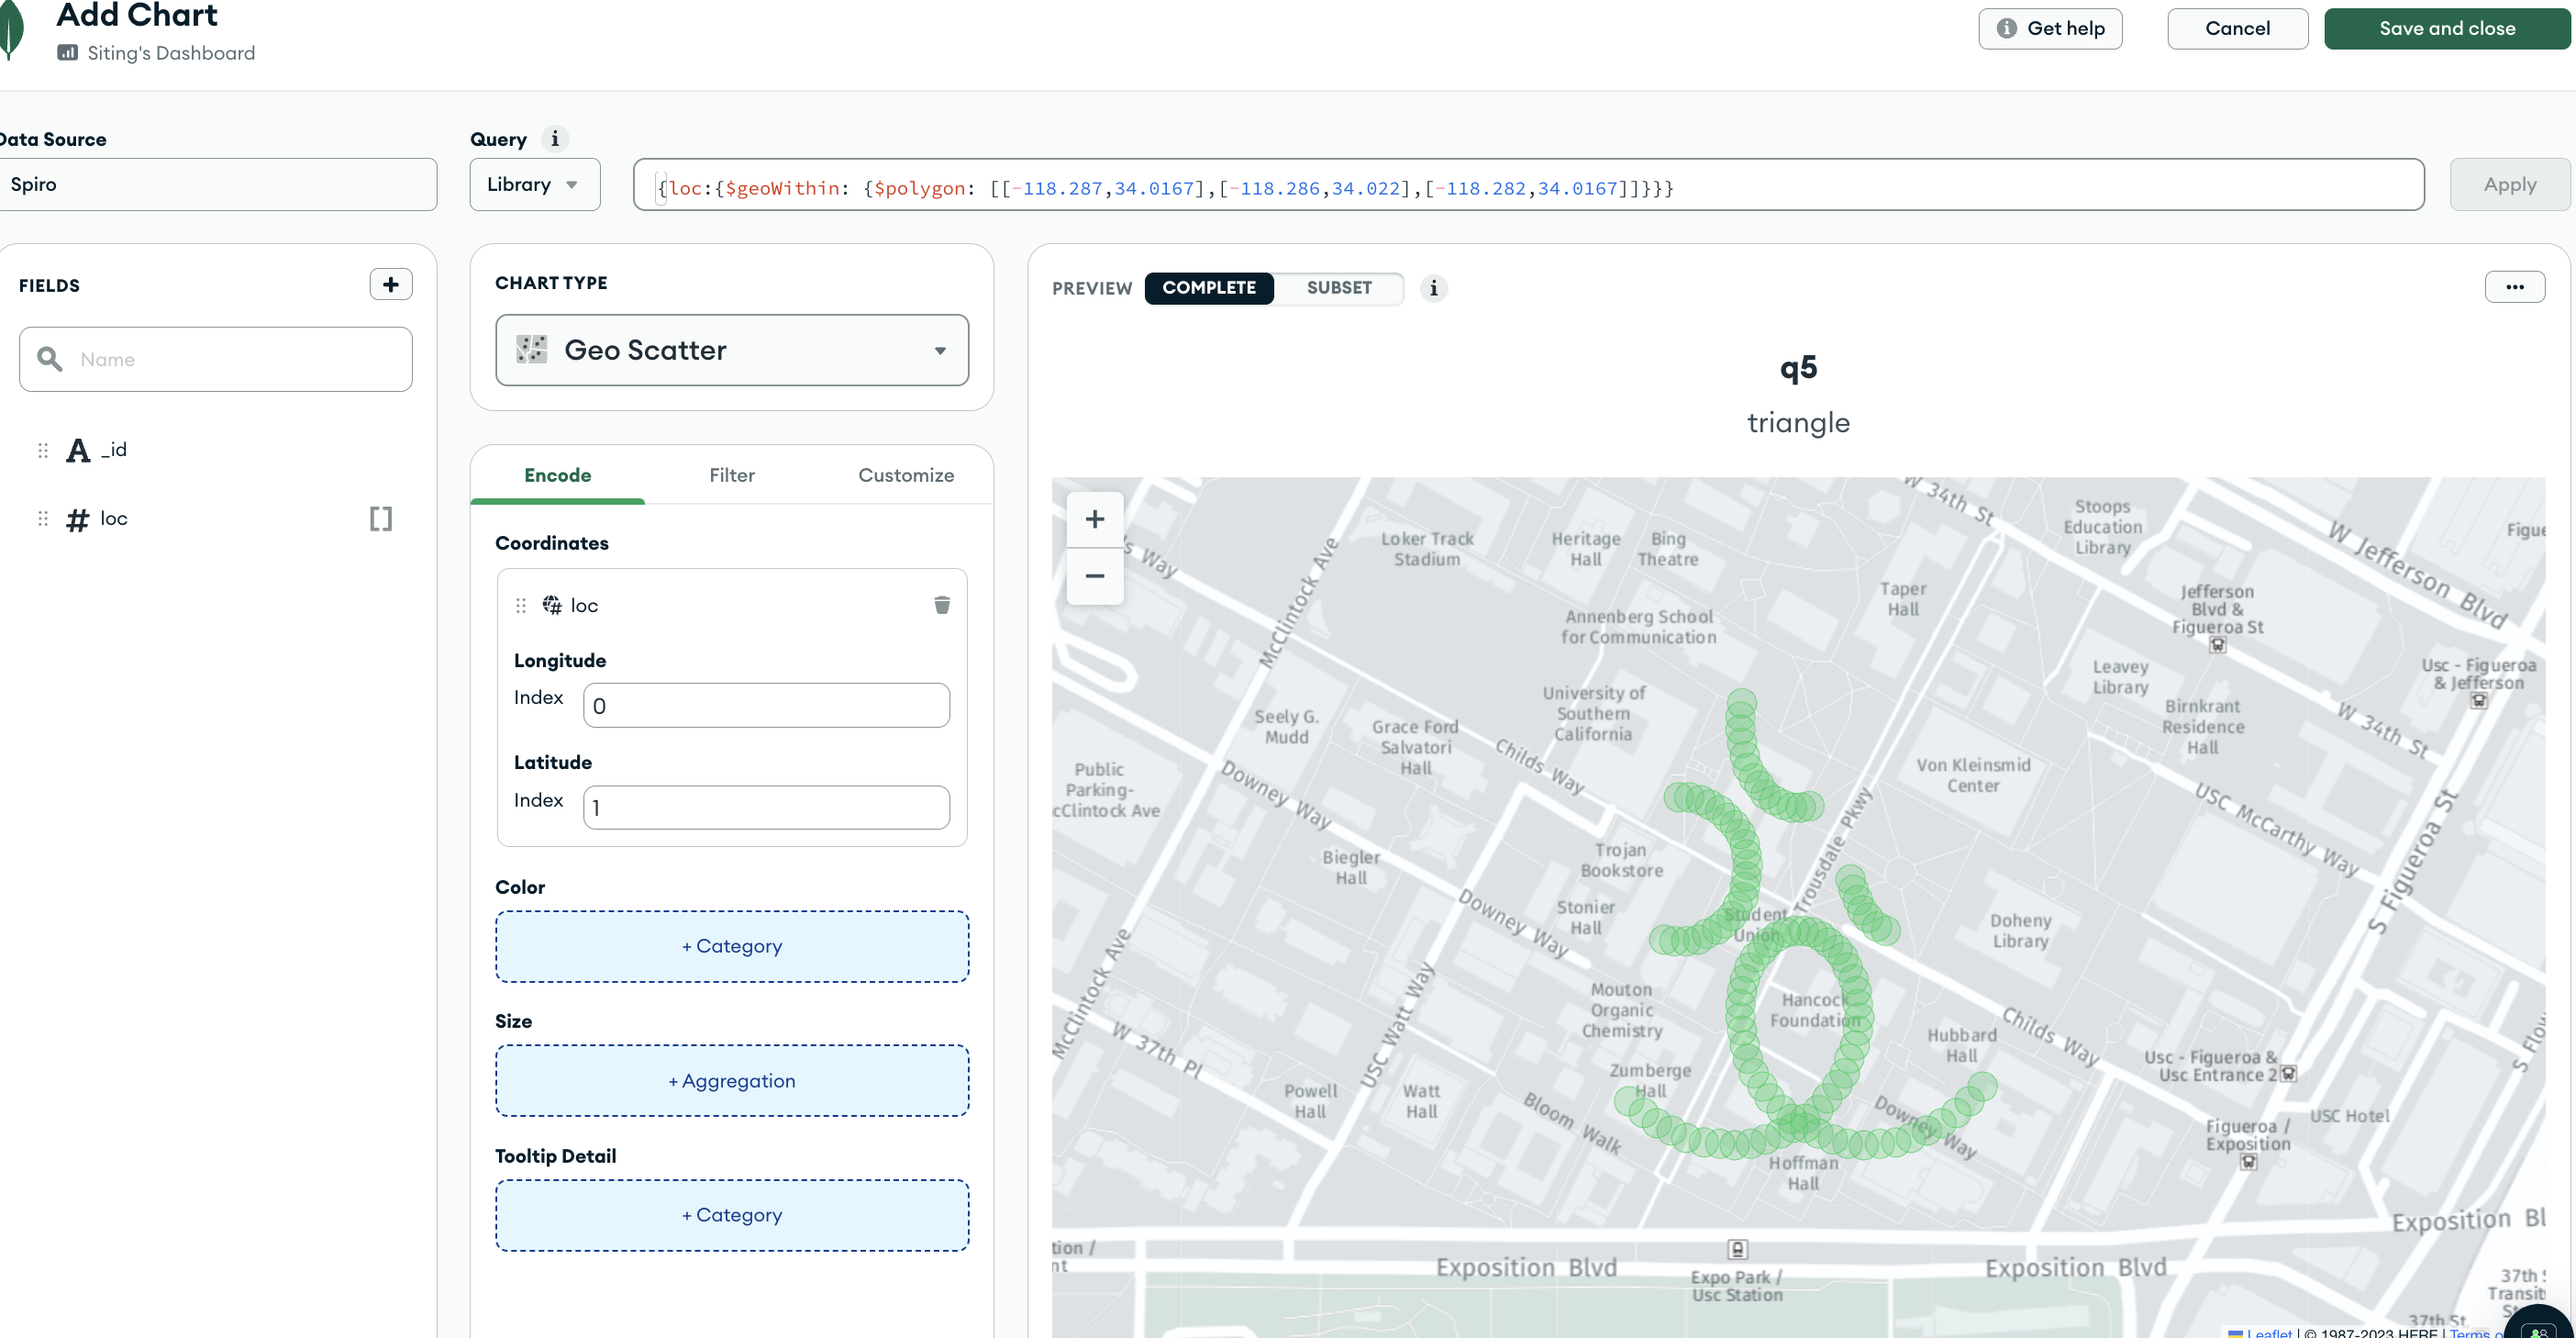 Add Chart
Siting's Dashboard
Get help
Cancel
Save and close
Data Source
Query
Spiro
Library
{loc:{$geoWithin: {$polygon: [[-118.287,34.0167],[-118.286,34.022],[-118.282,34.0167]]}}}
Apply
FIELDS
Name
_id
loc
CHART TYPE
Geo Scatter
Encode
Filter
Customize
Coordinates
loc
Longitude
Index
0
Latitude
Index
1
Color
+ Category
Size
+ Aggregation
Tooltip Detail
+ Category
PREVIEW
COMPLETE
SUBSET
q5
triangle
+
−
W 34th St
Stoops
Education
Library
W Jefferson Blvd
Figue
Loker Track
Stadium
Heritage
Hall
Bing
Theatre
s Way
McClintock Ave
Taper
Hall
Jefferson
Blvd &
Figueroa St
Annenberg School
for Communication
Leavey
Library
Usc - Figueroa
& Jefferson
University of
Southern
California
Seely G.
Mudd
Grace Ford
Salvatori
Hall
Birnkrant
Residence
Hall
W 34th St
Childs Way
Public
Parking-
cClintock Ave
Downey Way
Von Kleinsmid
Center
USC McCarthy Way
S Figueroa St
Trousdale Pkwy
Trojan
Bookstore
Biegler
Hall
Stonier
Hall
Student
Union
Doheny
Library
Downey Way
McClintock Ave
USC Watt Way
Mouton
Organic
Chemistry
Hancock
Foundation
Hubbard
Hall
Childs Way
W 37th Pl
Usc - Figueroa &
Usc Entrance 2
S Flow
Zumberge
Hall
Powell
Hall
Watt
Hall
Bloom Walk
Downey Way
USC Hotel
Figueroa /
Exposition
Hoffman
Hall
Exposition Bl
tion /
nt
Exposition Blvd
Expo Park /
Usc Station
Exposition Blvd
37th S
Transit
St
37th St
Leaflet | © 1987-2023 HERE | Terms o